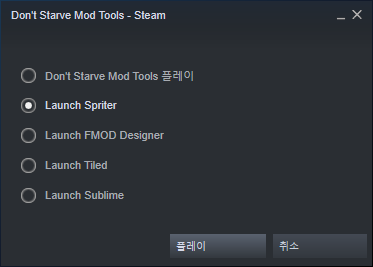 Don't Starve Mod Tools - Steam
Don't Starve Mod Tools 플레이
Launch Spriter
Launch FMOD Designer
Launch Tiled
Launch Sublime
플레이
취소